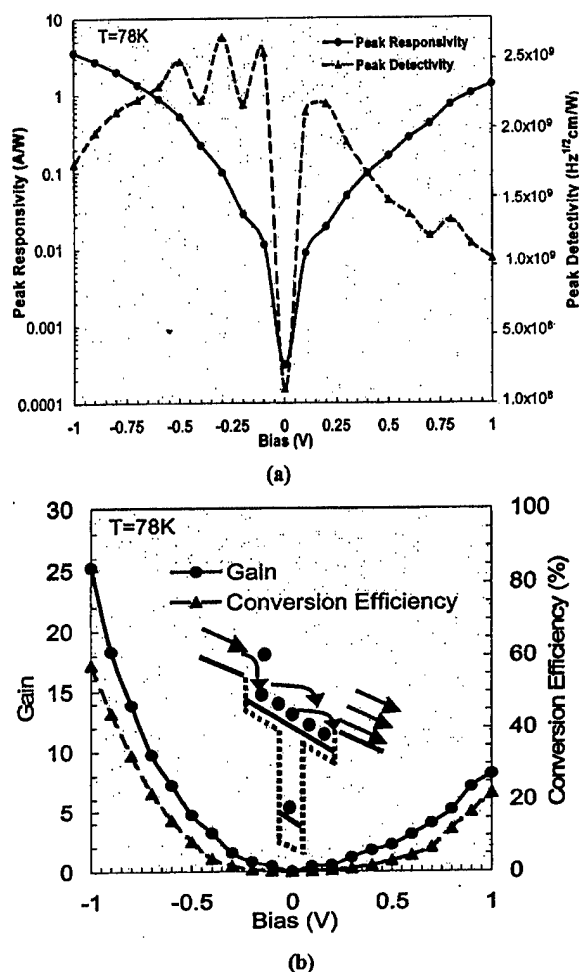 T=78K
Peak Responsivity
Peak Detectivity
10
1
0.1
0.01
0.001
0.0001
Peak Responsivity (A/W)
2.5x10⁹
2.0x10⁹
1.5x10⁹
1.0x10⁹
5.0x10⁸
1.0x10⁸
Peak Detectivity (Hz^1/2cm/W)
-1 -0.75 -0.5 -0.25 0 0.25 0.5 0.75 1
Bias (V)
(a)
T=78K
Gain
Conversion Efficiency
30
25
20
15
10
5
0
Gain
100
80
60
40
20
0
Conversion Efficiency (%)
-1 -0.5 0 0.5 1
Bias (V)
(b)